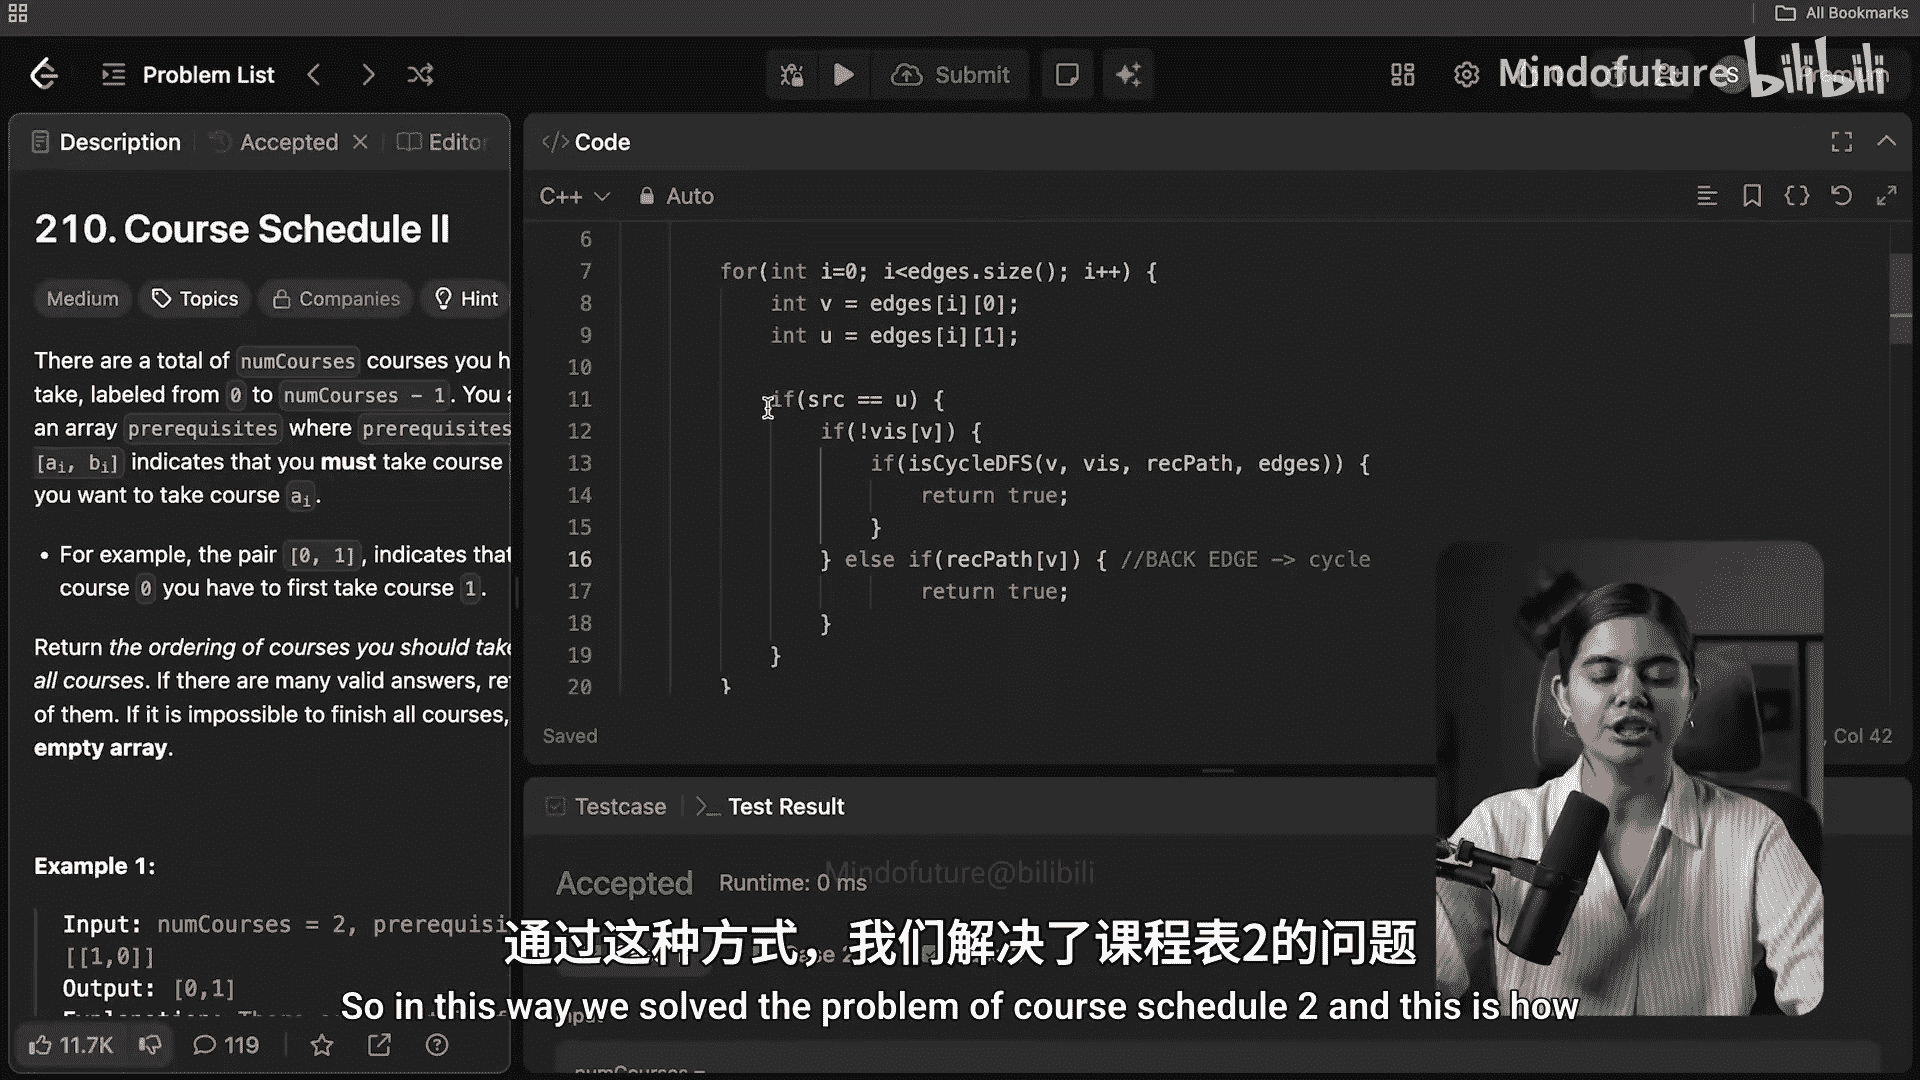 All Bookmarks
Problem List
Submit
Mindofuture
bilibili
Description
Accepted
Editor
210. Course Schedule II
Medium
Topics
Companies
Hint
There are a total of numCourses courses you h
take, labeled from 0 to numCourses - 1. You a
an array prerequisites where prerequisites
[ai, bi] indicates that you must take course
you want to take course ai.
• For example, the pair [0, 1], indicates that
course 0 you have to first take course 1.
Return the ordering of courses you should take
all courses. If there are many valid answers, re
of them. If it is impossible to finish all courses,
empty array.
Example 1:
Input: numCourses = 2, prerequisi
[[1,0]]
Output: [0,1]
11.7K
119
</> Code
C++
Auto
6
7 for(int i=0; i<edges.size(); i++) {
8 int v = edges[i][0];
9 int u = edges[i][1];
10
11 if(src == u) {
12 if(!vis[v]) {
13 if(isCycleDFS(v, vis, recPath, edges)) {
14 return true;
15 }
16 } else if(recPath[v]) { //BACK EDGE -> cycle
17 return true;
18 }
19 }
20 }
Saved
, Col 42
Testcase
Test Result
Mindofuture@bilibili
Accepted
Runtime: 0 ms
通过这种方式，我们解决了课程表2的问题
So in this way we solved the problem of course schedule 2 and this is how